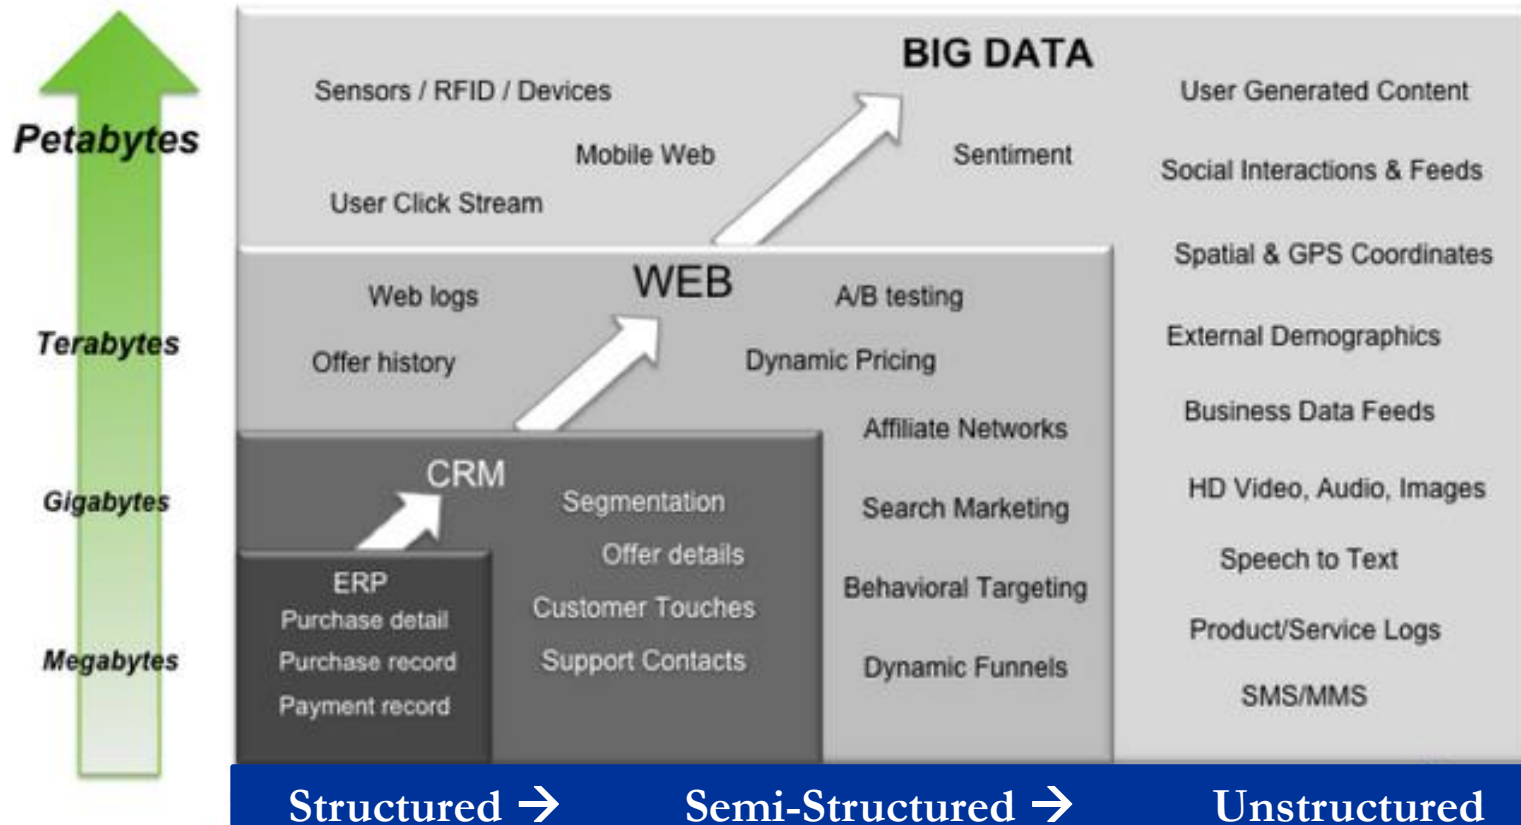 BIG DATA
Sensors / RFID / Devices
User Generated Content
Petabytes
Mobile Web
Sentiment
Social Interactions & Feeds
User Click Stream
Spatial & GPS Coordinates
WEB
Web logs
A/B testing
Terabytes
External Demographics
Offer history
Dynamic Pricing
Business Data Feeds
Affiliate Networks
CRM
HD Video, Audio, Images
Gigabytes
Segmentation
Search Marketing
Offer details
Speech to Text
ERP
Behavioral Targeting
Purchase detail
Customer Touches
Product/Service Logs
Megabytes
Purchase record
Support Contacts
Dynamic Funnels
SMS/MMS
Payment record
Structured → Semi-Structured → Unstructured